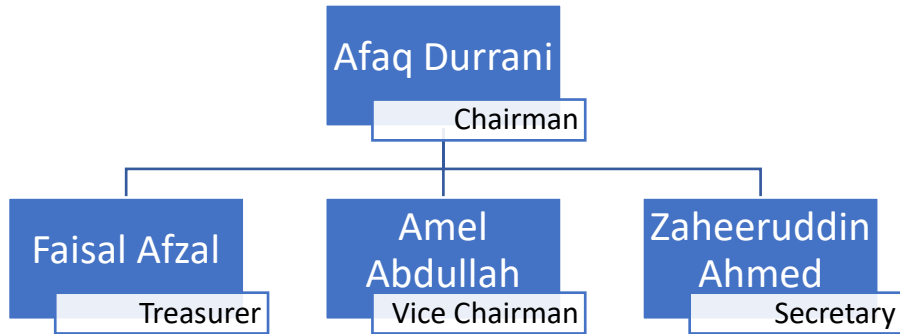 Afaq Durrani
Chairman
Faisal Afzal
Treasurer
Amel
Abdullah
Vice Chairman
Zaheeruddin
Ahmed
Secretary